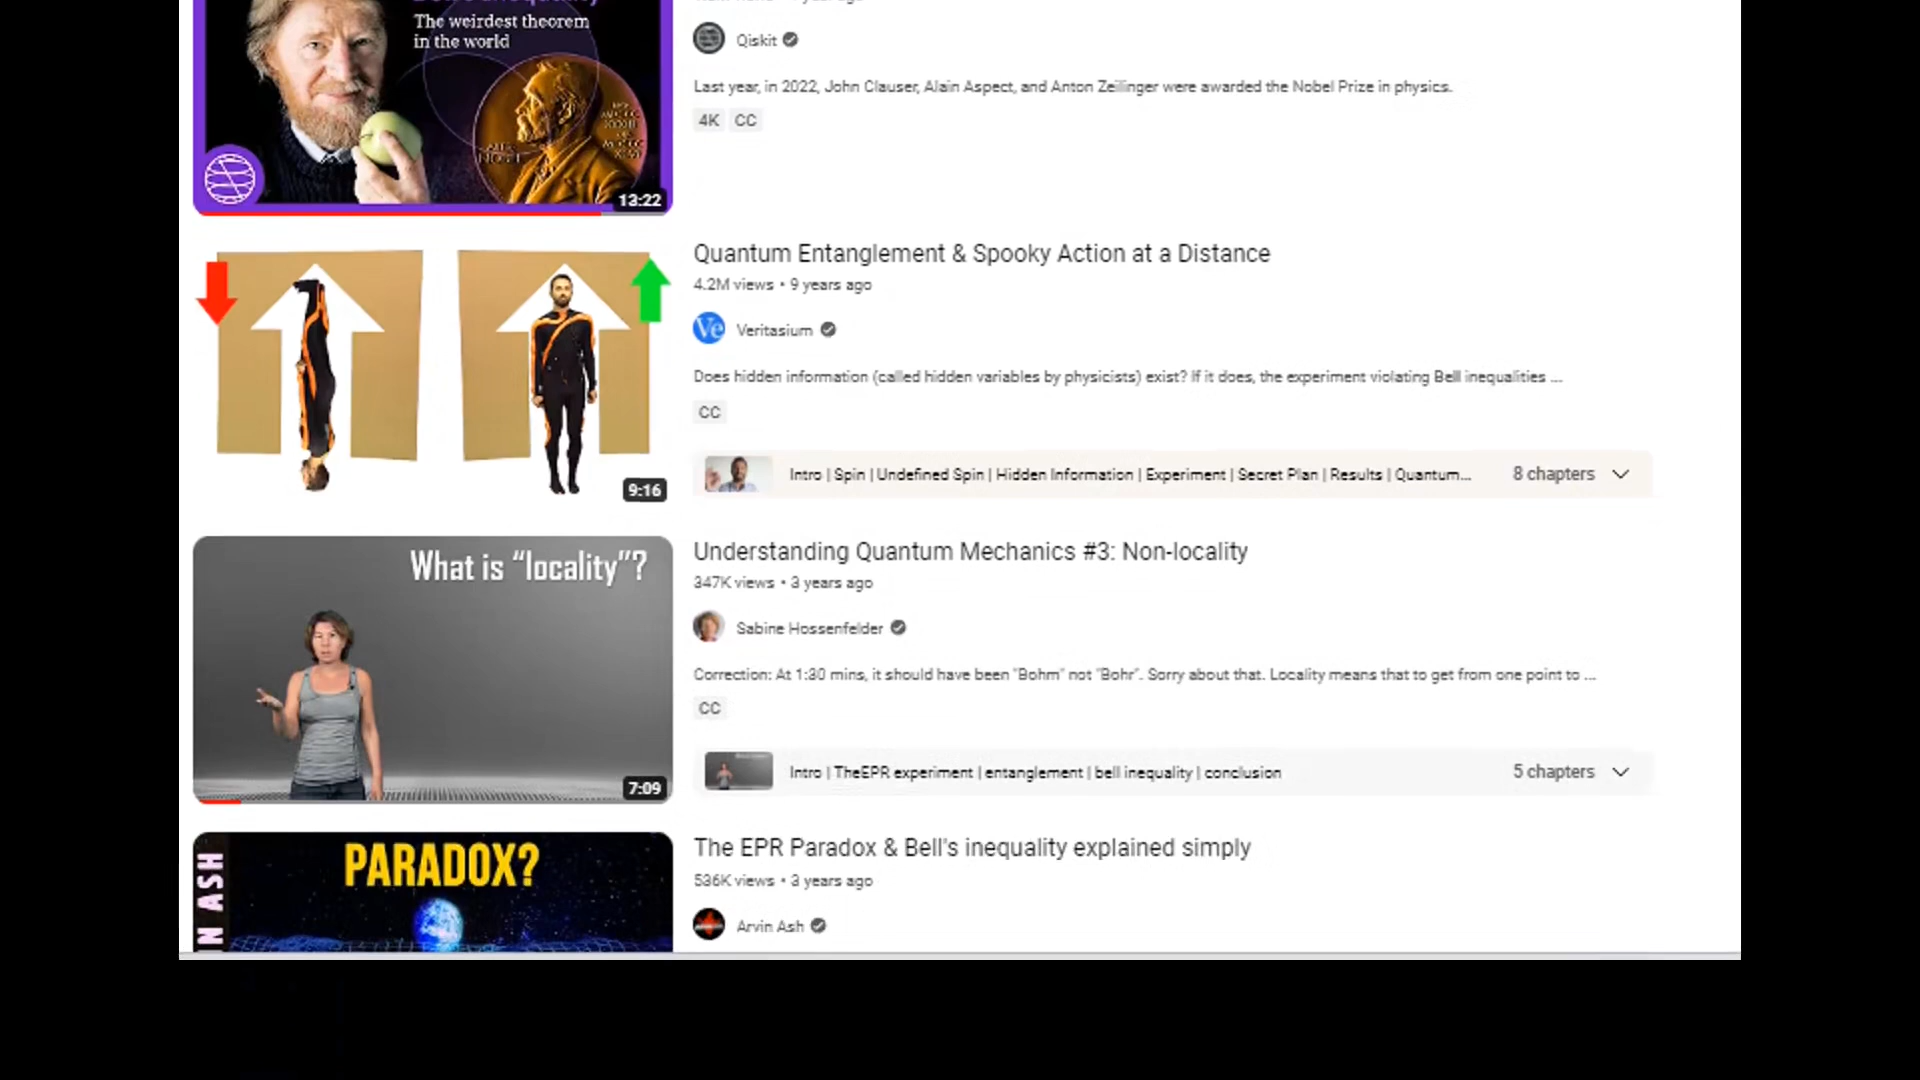 The weirdest theorem
in the world
Qiskit
Last year, in 2022, John Clauser, Alain Aspect, and Anton Zeilinger were awarded the Nobel Prize in physics.
4K CC
13:22
Quantum Entanglement & Spooky Action at a Distance
4.2M views • 9 years ago
Ve Veritasium
Does hidden information (called hidden variables by physicists) exist? If it does, the experiment violating Bell inequalities ...
CC
Intro | Spin | Undefined Spin | Hidden Information | Experiment | Secret Plan | Results | Quantum... 8 chapters
9:16
What is “locality”?
Understanding Quantum Mechanics #3: Non-locality
347K views • 3 years ago
Sabine Hossenfelder
Correction: At 1:30 mins, it should have been "Bohm" not "Bohr". Sorry about that. Locality means that to get from one point to ...
CC
Intro | TheEPR experiment | entanglement | bell inequality | conclusion 5 chapters
7:09
PARADOX?
IN ASH
The EPR Paradox & Bell's inequality explained simply
536K views • 3 years ago
Arvin Ash